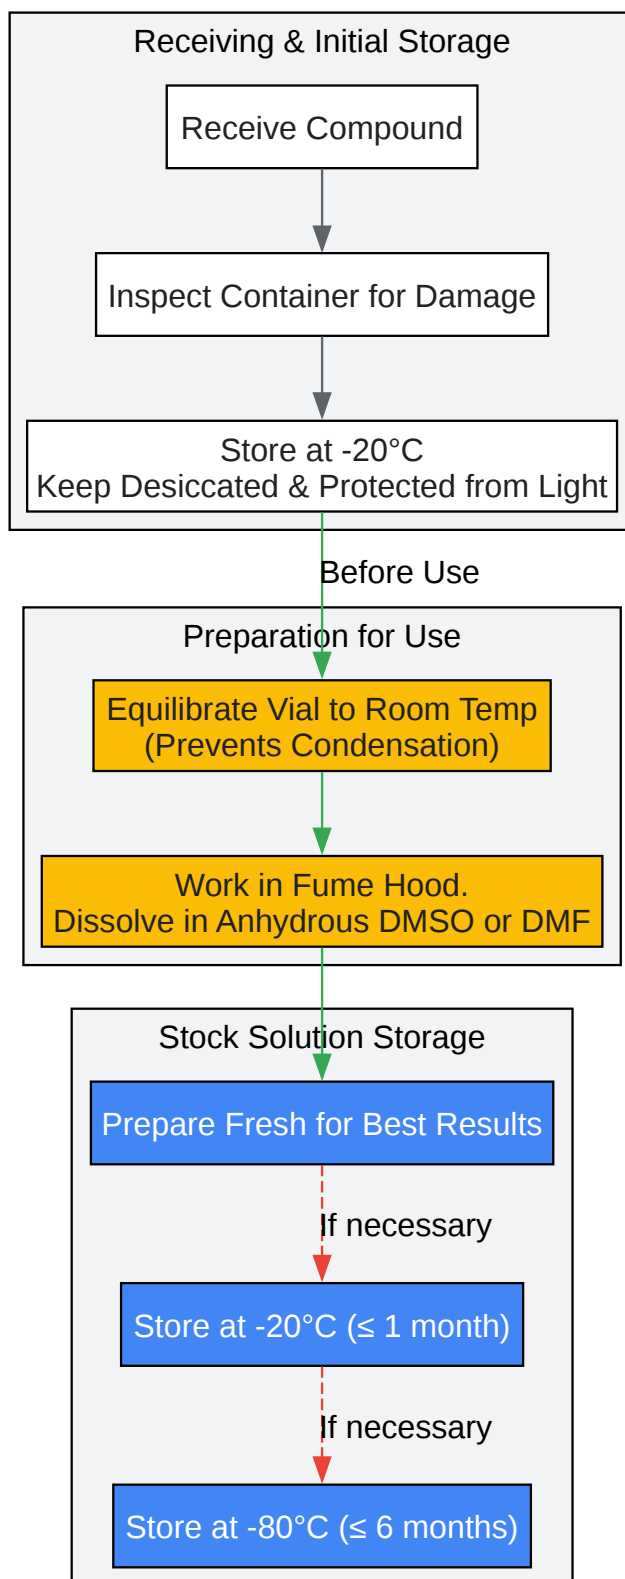 Receiving & Initial Storage
Receive Compound
Inspect Container for Damage
Store at -20°C
Keep Desiccated & Protected from Light
Before Use
Preparation for Use
Equilibrate Vial to Room Temp
(Prevents Condensation)
Work in Fume Hood.
Dissolve in Anhydrous DMSO or DMF
Stock Solution Storage
Prepare Fresh for Best Results
If necessary
Store at -20°C (≤ 1 month)
If necessary
Store at -80°C (≤ 6 months)